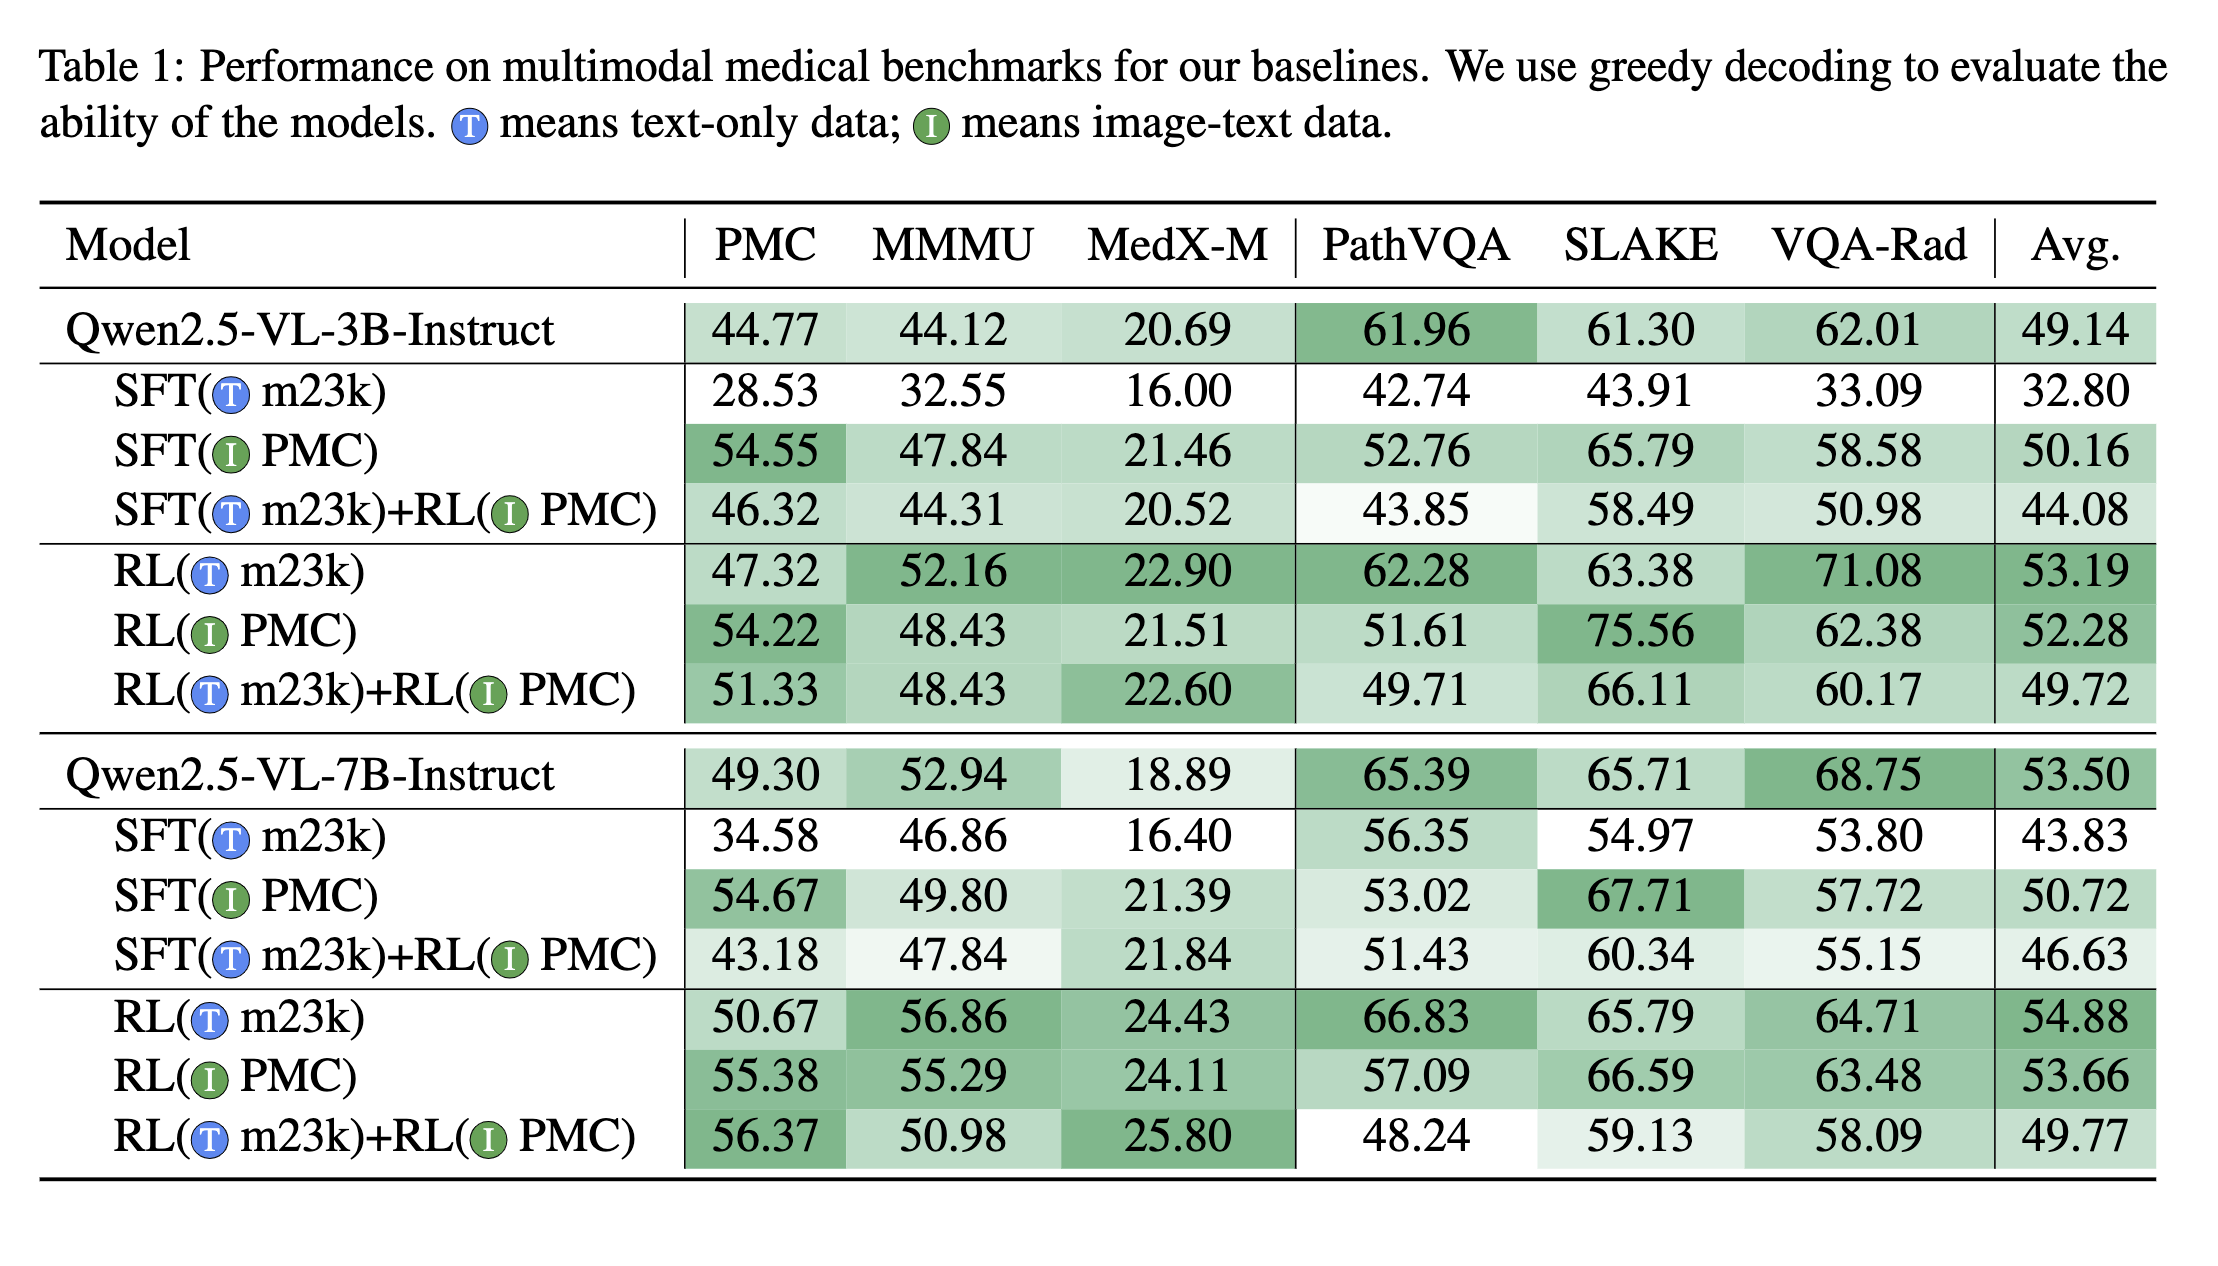 Table 1: Performance on multimodal medical benchmarks for our baselines. We use greedy decoding to evaluate the
ability of the models. T means text-only data; I means image-text data.
Model PMC MMMU MedX-M PathVQA SLAKE VQA-Rad Avg.
Qwen2.5-VL-3B-Instruct 44.77 44.12 20.69 61.96 61.30 62.01 49.14
SFT(T m23k) 28.53 32.55 16.00 42.74 43.91 33.09 32.80
SFT(I PMC) 54.55 47.84 21.46 52.76 65.79 58.58 50.16
SFT(T m23k)+RL(I PMC) 46.32 44.31 20.52 43.85 58.49 50.98 44.08
RL(T m23k) 47.32 52.16 22.90 62.28 63.38 71.08 53.19
RL(I PMC) 54.22 48.43 21.51 51.61 75.56 62.38 52.28
RL(T m23k)+RL(I PMC) 51.33 48.43 22.60 49.71 66.11 60.17 49.72
Qwen2.5-VL-7B-Instruct 49.30 52.94 18.89 65.39 65.71 68.75 53.50
SFT(T m23k) 34.58 46.86 16.40 56.35 54.97 53.80 43.83
SFT(I PMC) 54.67 49.80 21.39 53.02 67.71 57.72 50.72
SFT(T m23k)+RL(I PMC) 43.18 47.84 21.84 51.43 60.34 55.15 46.63
RL(T m23k) 50.67 56.86 24.43 66.83 65.79 64.71 54.88
RL(I PMC) 55.38 55.29 24.11 57.09 66.59 63.48 53.66
RL(T m23k)+RL(I PMC) 56.37 50.98 25.80 48.24 59.13 58.09 49.77